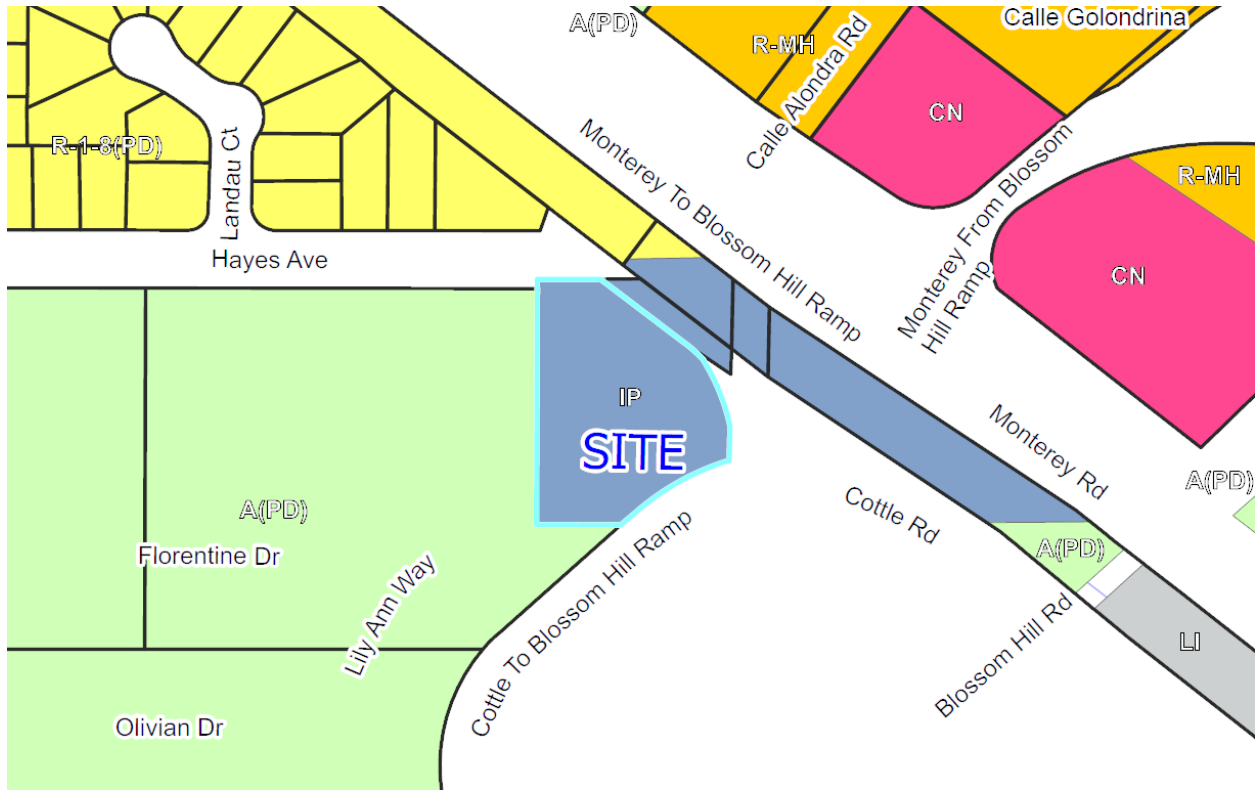 A(PD)
Calle Golondrina
R-MH
Calle Alondra Rd
CN
Monterey To Blossom Hill Ramp
R-1-8(PD)
Landau Ct
Monterey From Blossom
Hill Ramp
R-MH
Hayes Ave
CN
IP
SITE
Monterey Rd
A(PD)
A(PD)
Cottle Rd
Florentine Dr
Lily Ann Way
Cottle To Blossom Hill Ramp
A(PD)
Blossom Hill Rd
LI
Olivian Dr